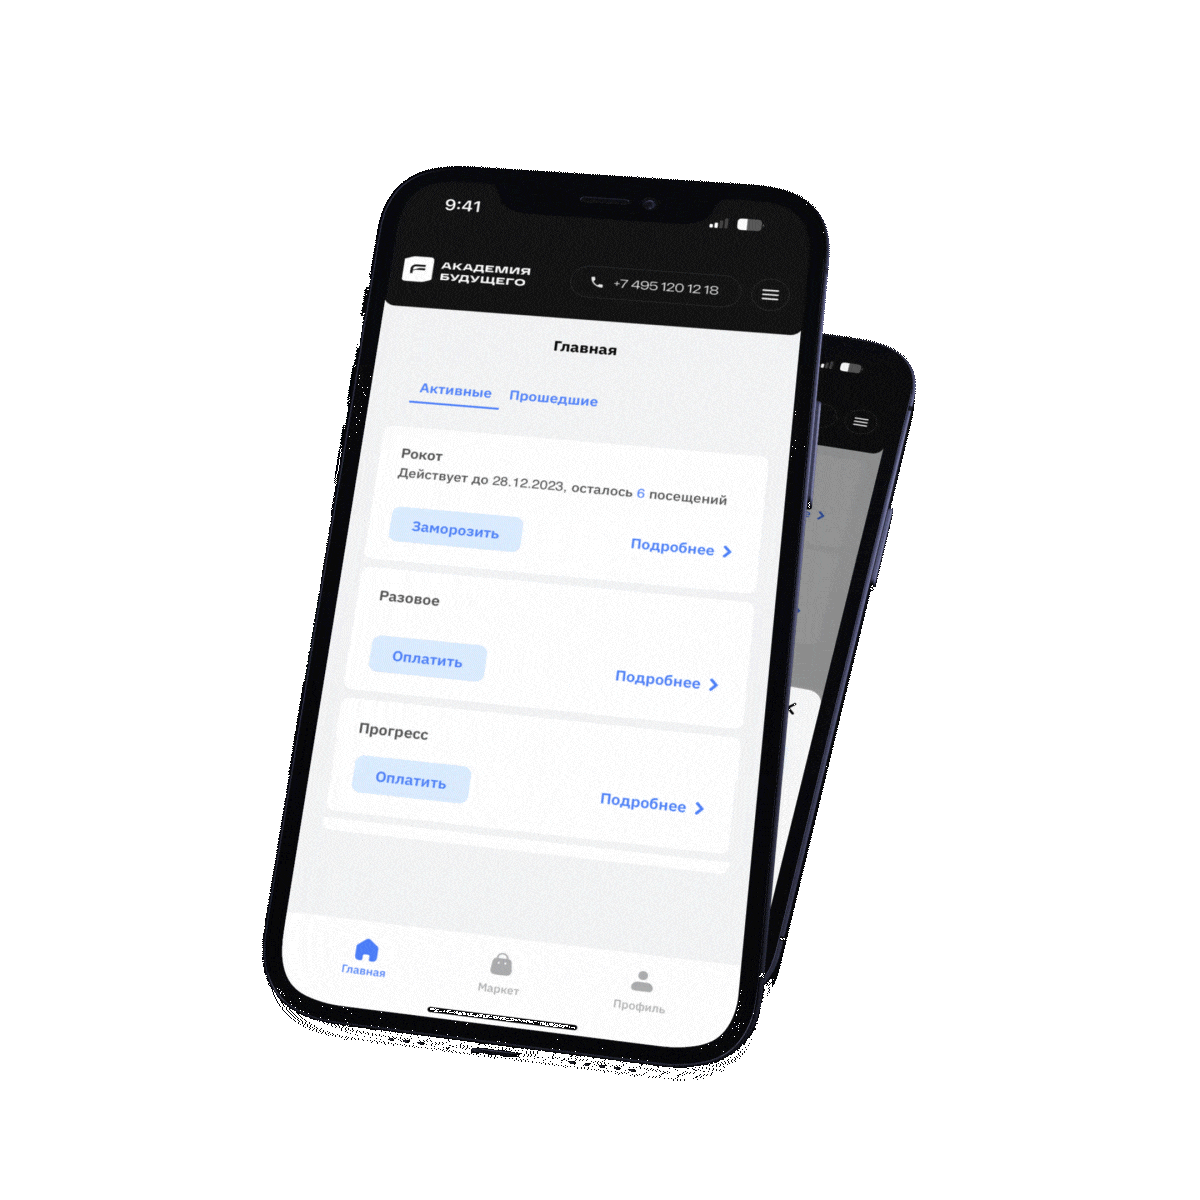 9:41
АКАДЕМИЯ
БУДУЩЕГО
+7 495 120 12 18
Главная
Активные Прошедшие
Рокот
Действует до 28.12.2023, осталось 6 посещений
Заморозить Подробнее
Разовое
Оплатить Подробнее
Прогресс
Оплатить Подробнее
Главная Маркет Профиль